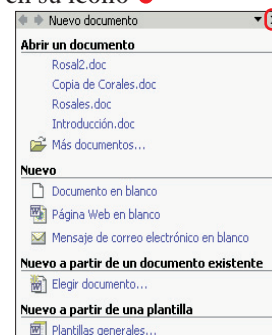 en su icono
Nuevo documento
Abrir un documento
Rosal2.doc
Copia de Corales.doc
Rosales.doc
Introducción.doc
Más documentos...
Nuevo
Documento en blanco
Página Web en blanco
Mensaje de correo electrónico en blanco
Nuevo a partir de un documento existente
Elegir documento...
Nuevo a partir de una plantilla
Plantillas generales...